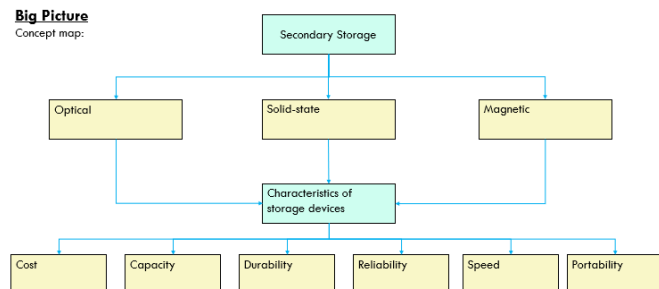 Big Picture
Concept map:
Secondary Storage
Optical
Solid-state
Magnetic
Characteristics of
storage devices
Cost
Capacity
Durability
Reliability
Speed
Portability